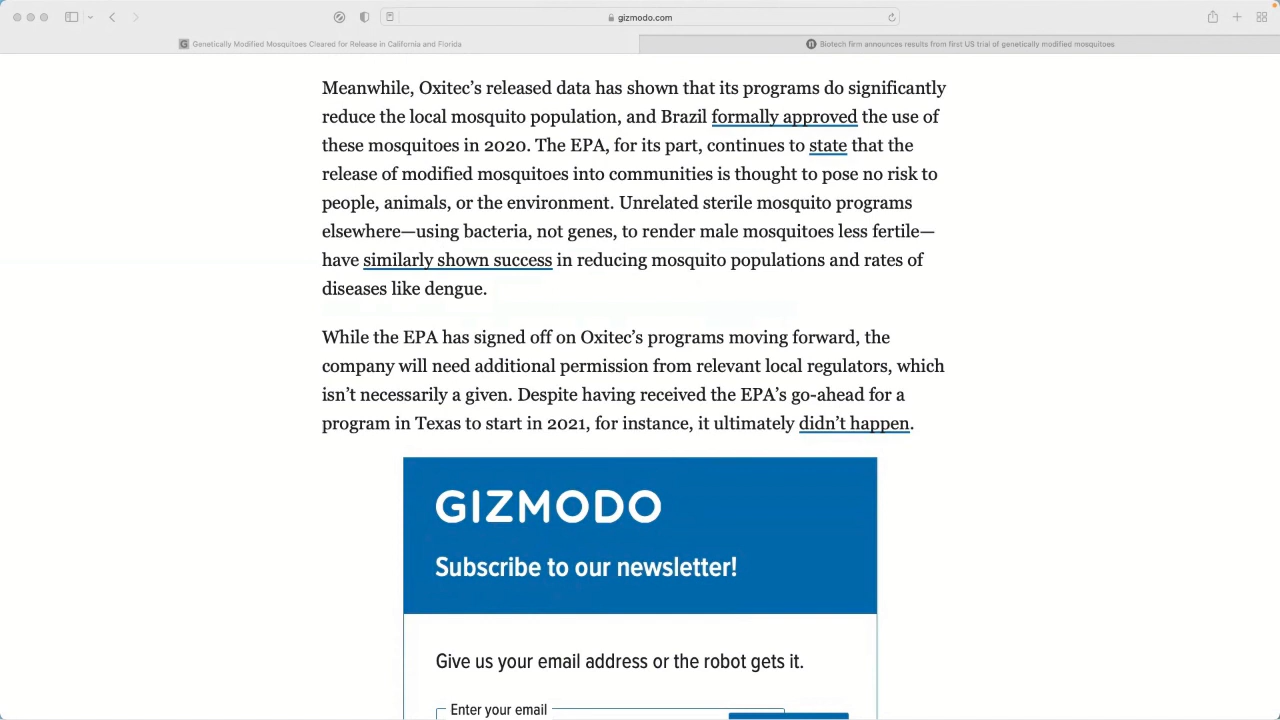 gizmodo.com
Genetically Modified Mosquitoes Cleared for Release in California and Florida
Biotech firm announces results from first US trial of genetically modified mosquitoes
Meanwhile, Oxitec’s released data has shown that its programs do significantly
reduce the local mosquito population, and Brazil formally approved the use of
these mosquitoes in 2020. The EPA, for its part, continues to state that the
release of modified mosquitoes into communities is thought to pose no risk to
people, animals, or the environment. Unrelated sterile mosquito programs
elsewhere—using bacteria, not genes, to render male mosquitoes less fertile—
have similarly shown success in reducing mosquito populations and rates of
diseases like dengue.
While the EPA has signed off on Oxitec’s programs moving forward, the
company will need additional permission from relevant local regulators, which
isn’t necessarily a given. Despite having received the EPA’s go-ahead for a
program in Texas to start in 2021, for instance, it ultimately didn’t happen.
GIZMODO
Subscribe to our newsletter!
Give us your email address or the robot gets it.
Enter your email